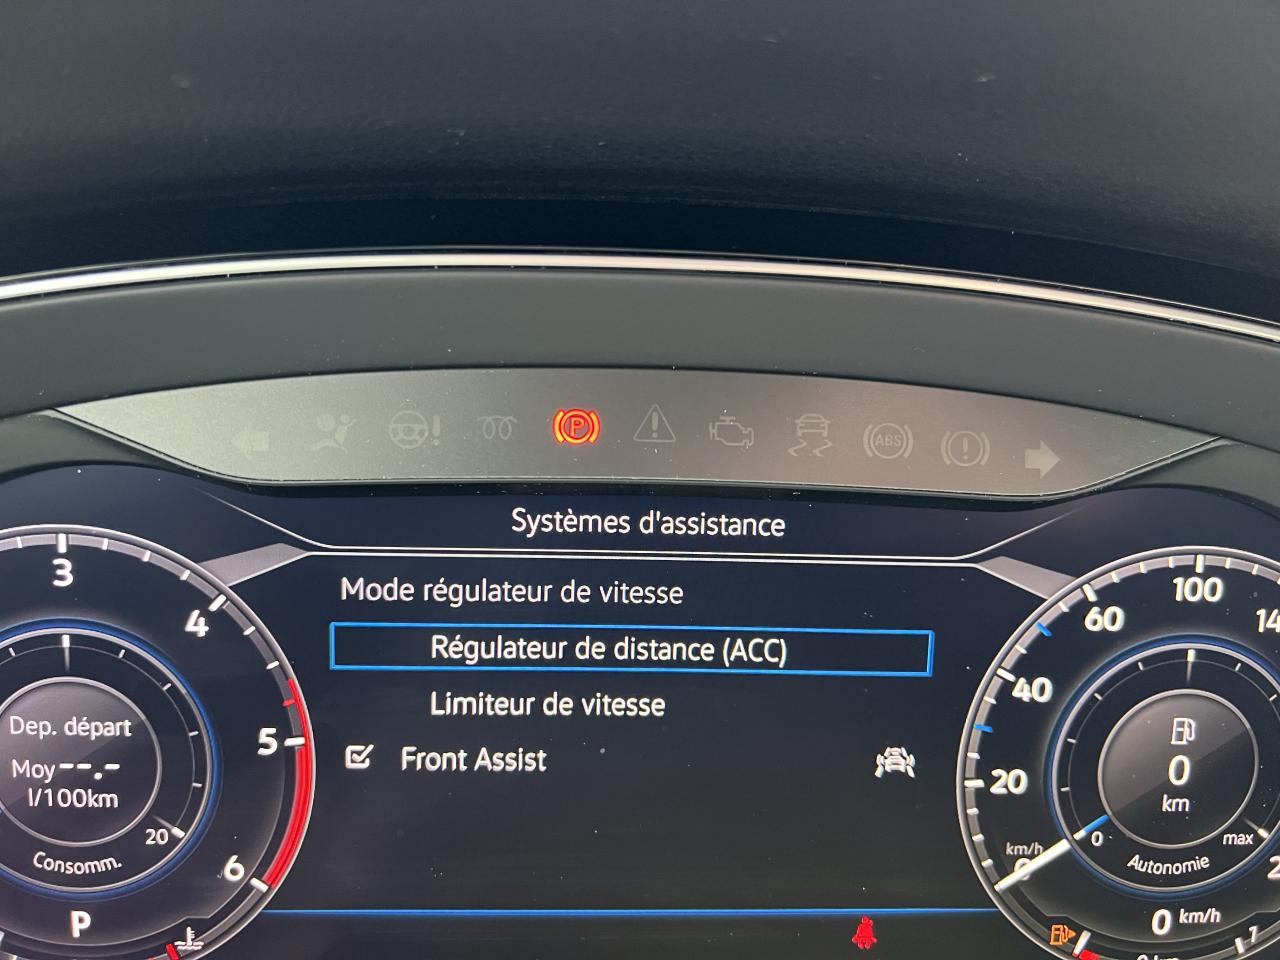 P
ABS
Systèmes d'assistance
Mode régulateur de vitesse
Régulateur de distance (ACC)
Limiteur de vitesse
Front Assist
3
4
5
6
Dep. départ
Moy --.-
l/100km
20
Consomm.
P
20
40
60
100
km/h
0
km
0
max
Autonomie
0 km/h